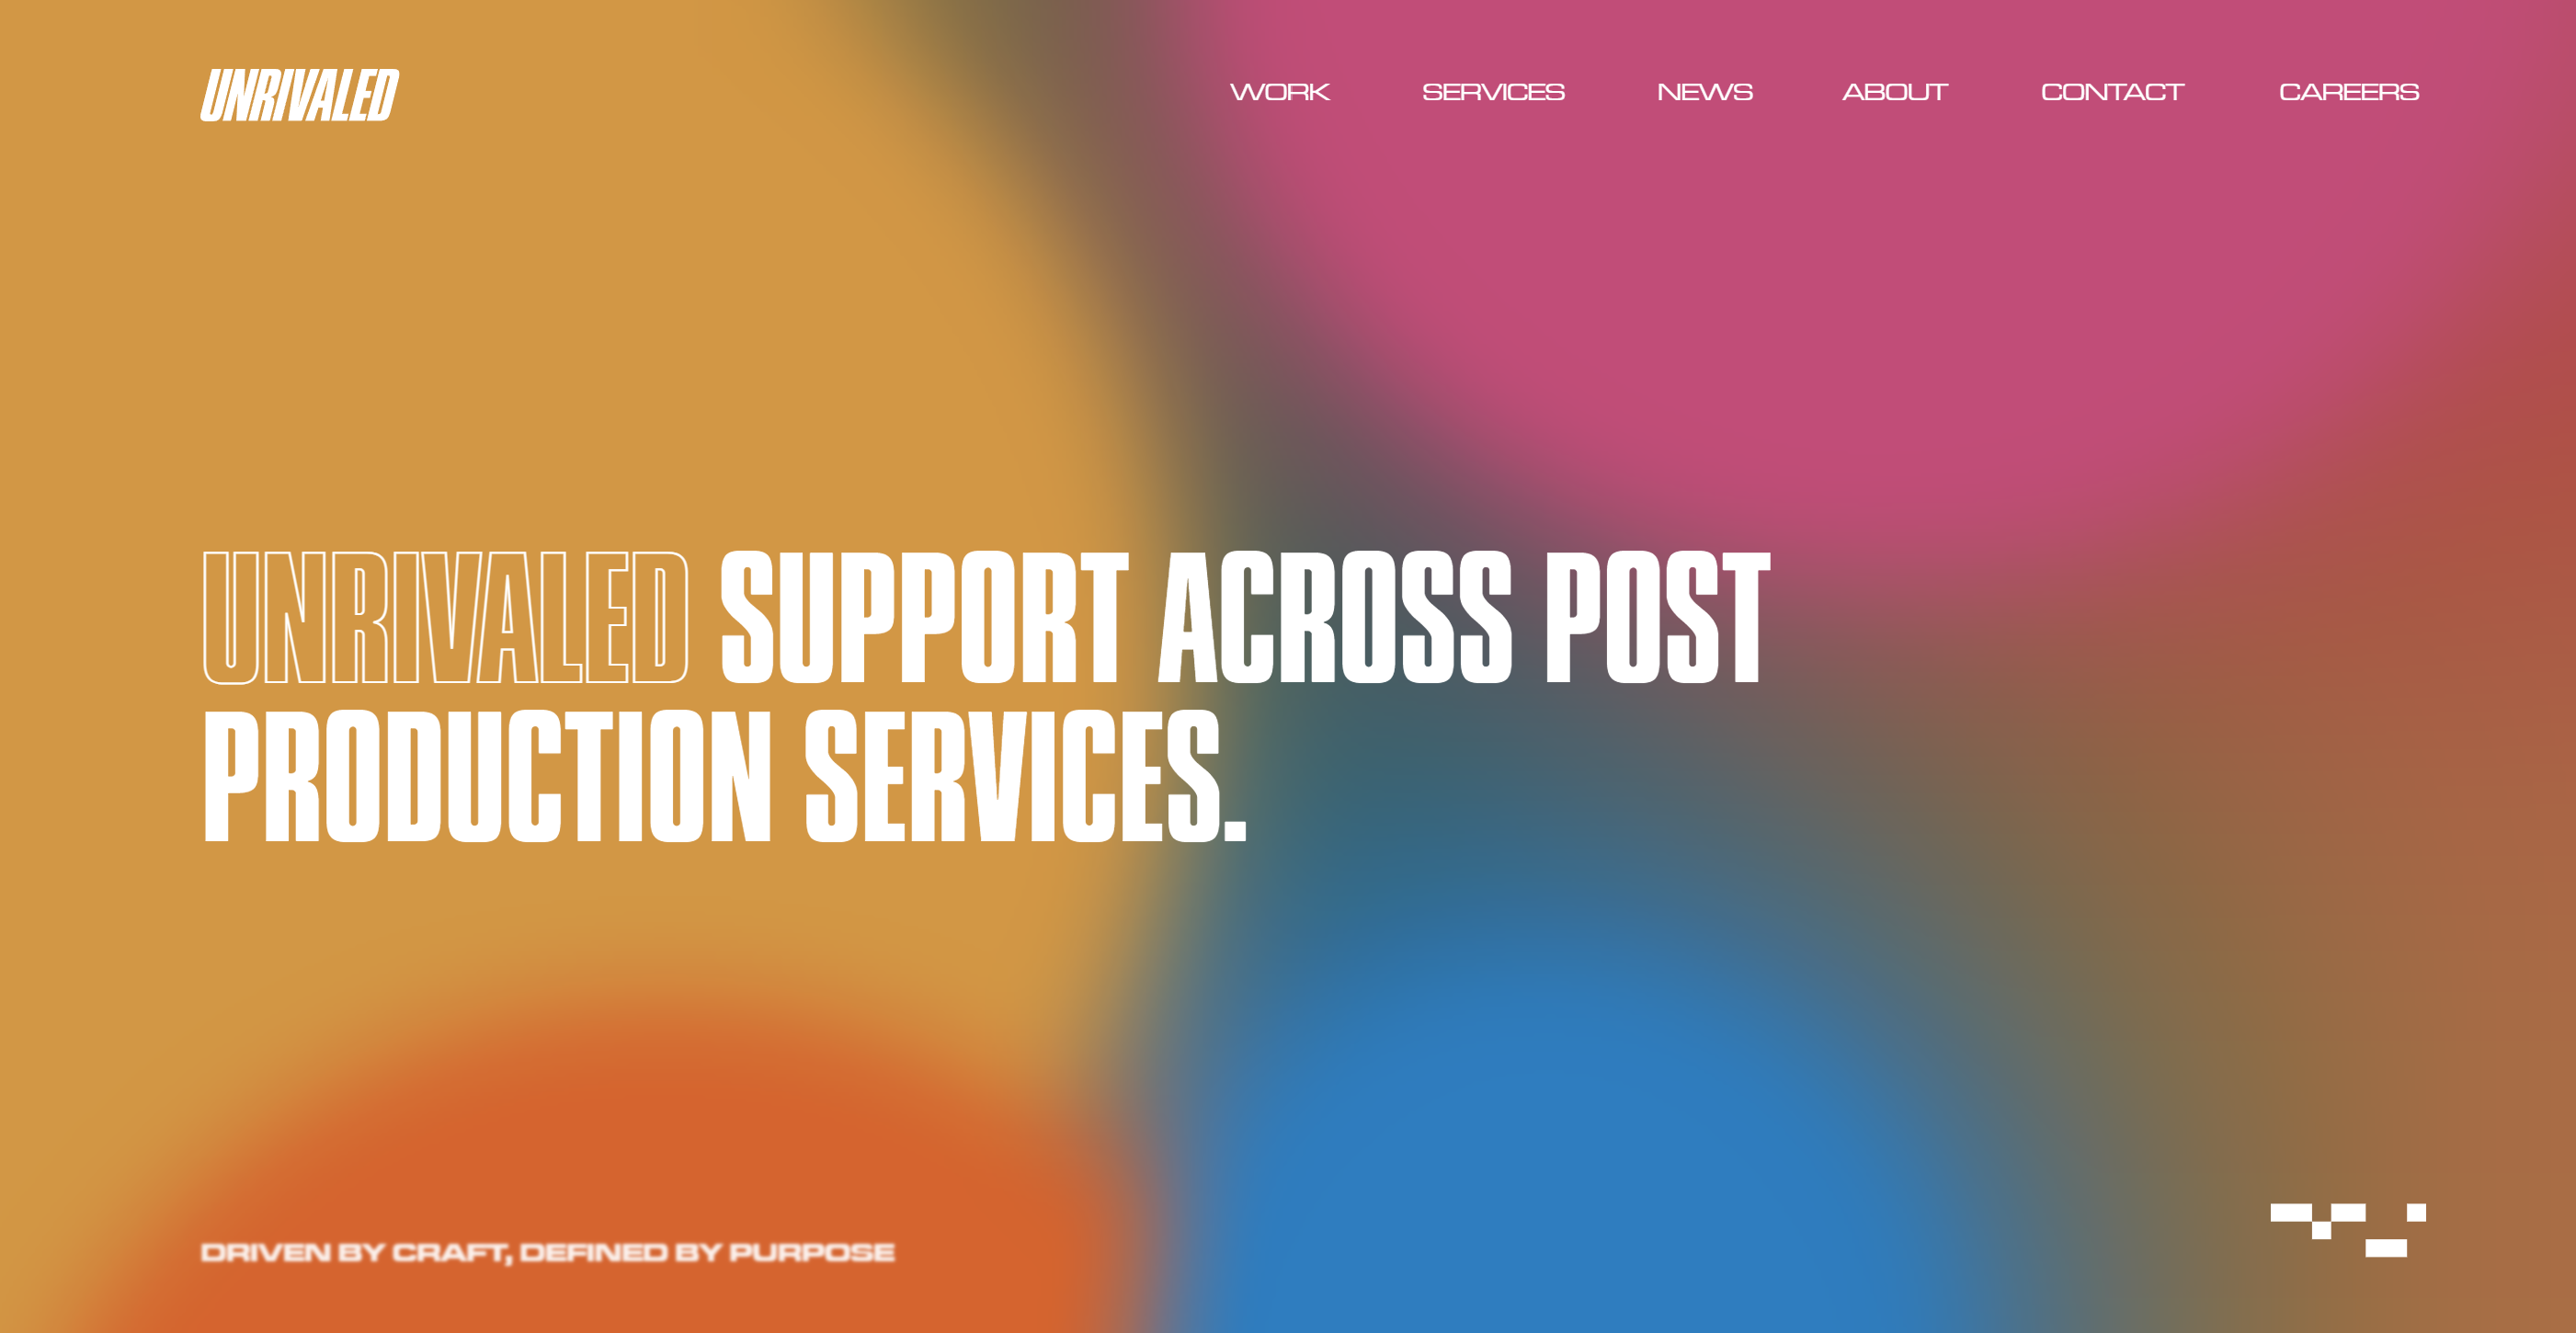 UNRIVALED
WORK SERVICES NEWS ABOUT CONTACT CAREERS
UNRIVALED SUPPORT ACROSS POST
PRODUCTION SERVICES.
DRIVEN BY CRAFT, DEFINED BY PURPOSE